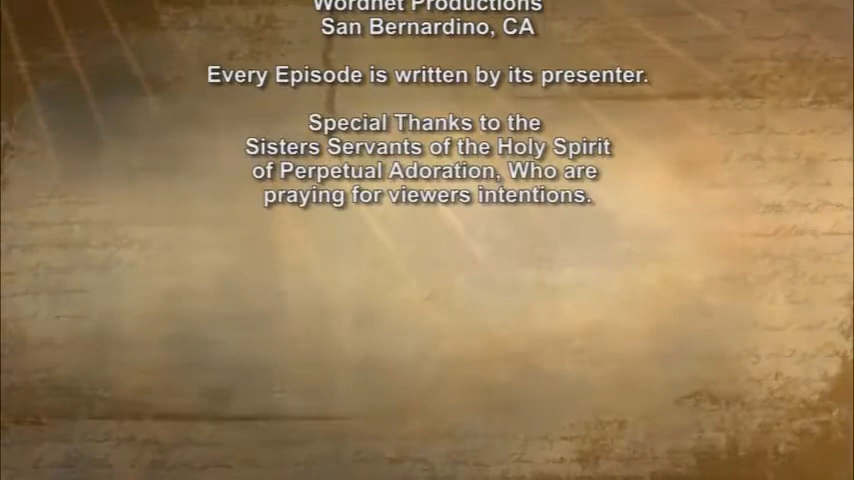 Wordnet Productions
San Bernardino, CA
Every Episode is written by its presenter.
Special Thanks to the
Sisters Servants of the Holy Spirit
of Perpetual Adoration, Who are
praying for viewers intentions.